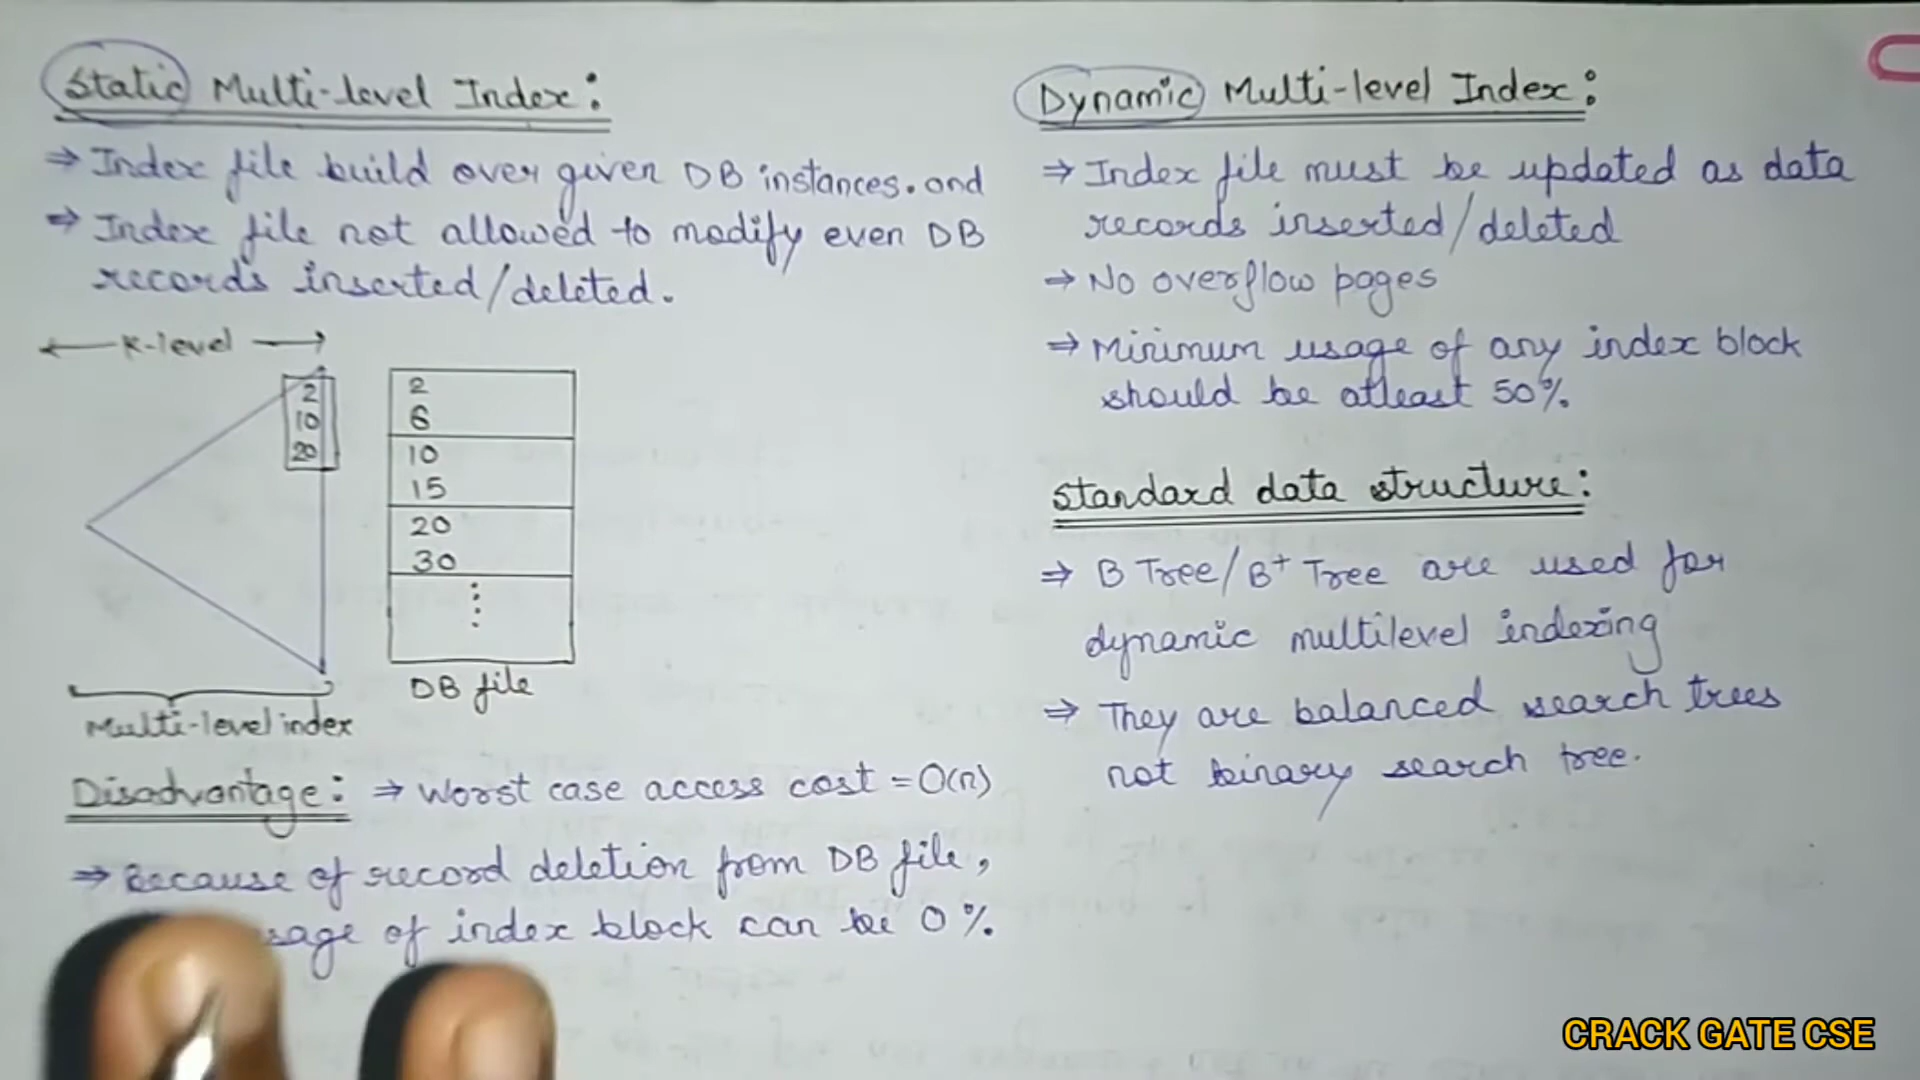 Static Multi-level Index:
⇒ Index file build over given DB instances. and
⇒ Index file not allowed to modify even DB
records inserted/deleted.
K-level
2
10
20
2
6
10
15
20
30
DB file
Multi-level index
Disadvantage: ⇒ Worst case access cost = O(n)
⇒ Because of record deletion from DB file,
sage of index block can be 0%.
Dynamic Multi-level Index:
⇒ Index file must be updated as data
records inserted/deleted
⇒ No overflow pages
⇒ Minimum usage of any index block
should be atleast 50%.
Standard data structure:
⇒ B Tree/B+ Tree are used for
dynamic multilevel indexing
⇒ They are balanced search trees
not binary search tree.
CRACK GATE CSE